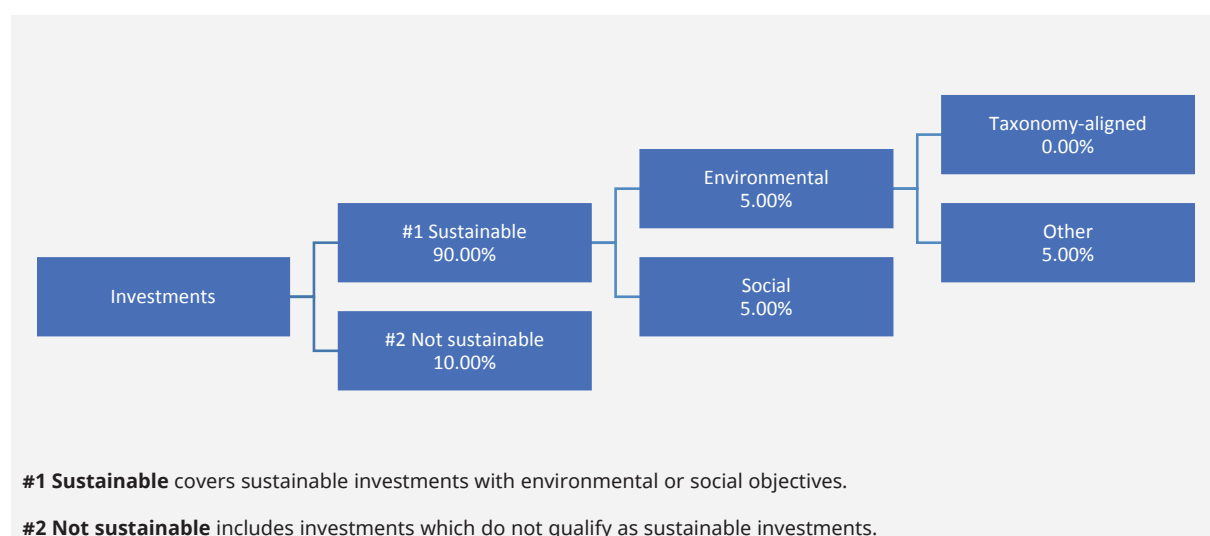 Investments
#1 Sustainable
90.00%
#2 Not sustainable
10.00%
Environmental
5.00%
Social
5.00%
Taxonomy-aligned
0.00%
Other
5.00%
#1 Sustainable covers sustainable investments with environmental or social objectives.
#2 Not sustainable includes investments which do not qualify as sustainable investments.